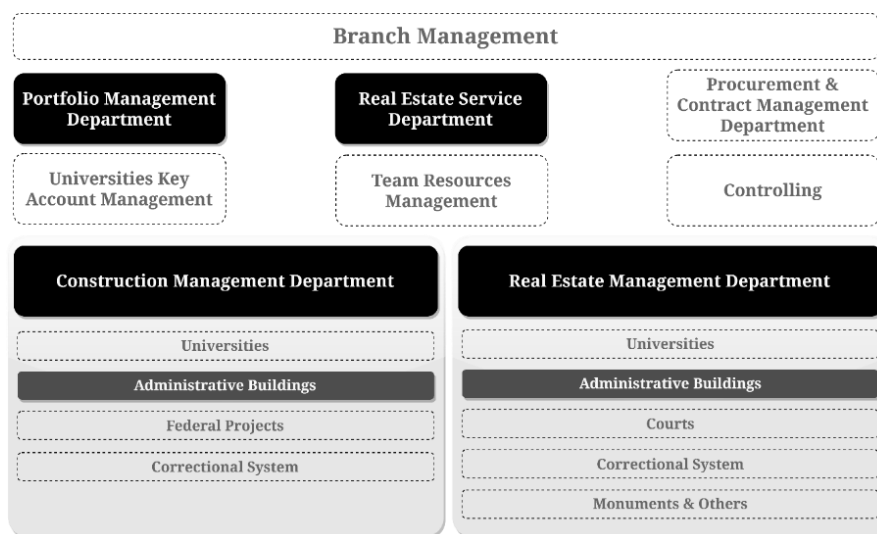 Branch Management
Portfolio Management
Department
Real Estate Service
Department
Procurement &
Contract Management
Department
Universities Key
Account Management
Team Resources
Management
Controlling
Construction Management Department
Universities
Administrative Buildings
Federal Projects
Correctional System
Real Estate Management Department
Universities
Administrative Buildings
Courts
Correctional System
Monuments & Others